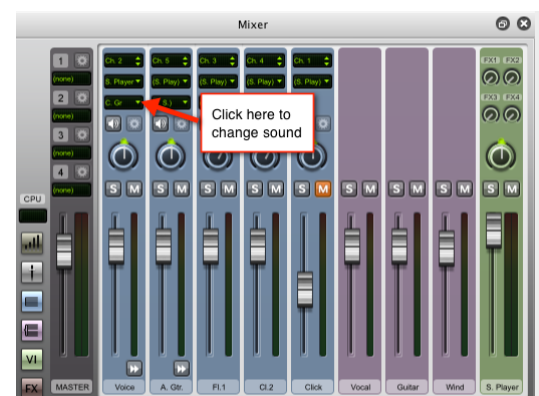 Mixer
1
(none)
2
(none)
3
(none)
4
(none)
Ch. 2 Ch. 5 Ch. 3 Ch. 4 Ch. 1
S. Player (S. Play) (S. Play) (S. Play) (S. Play)
C. Gr
Click here to
change sound
FX1 FX2
FX3 FX4
S M S M S M S M S M S M S M S M S M
CPU
VI
FX
MASTER Voice A. Gtr. Fl.1 Cl.2 Click Vocal Guitar Wind S. Player